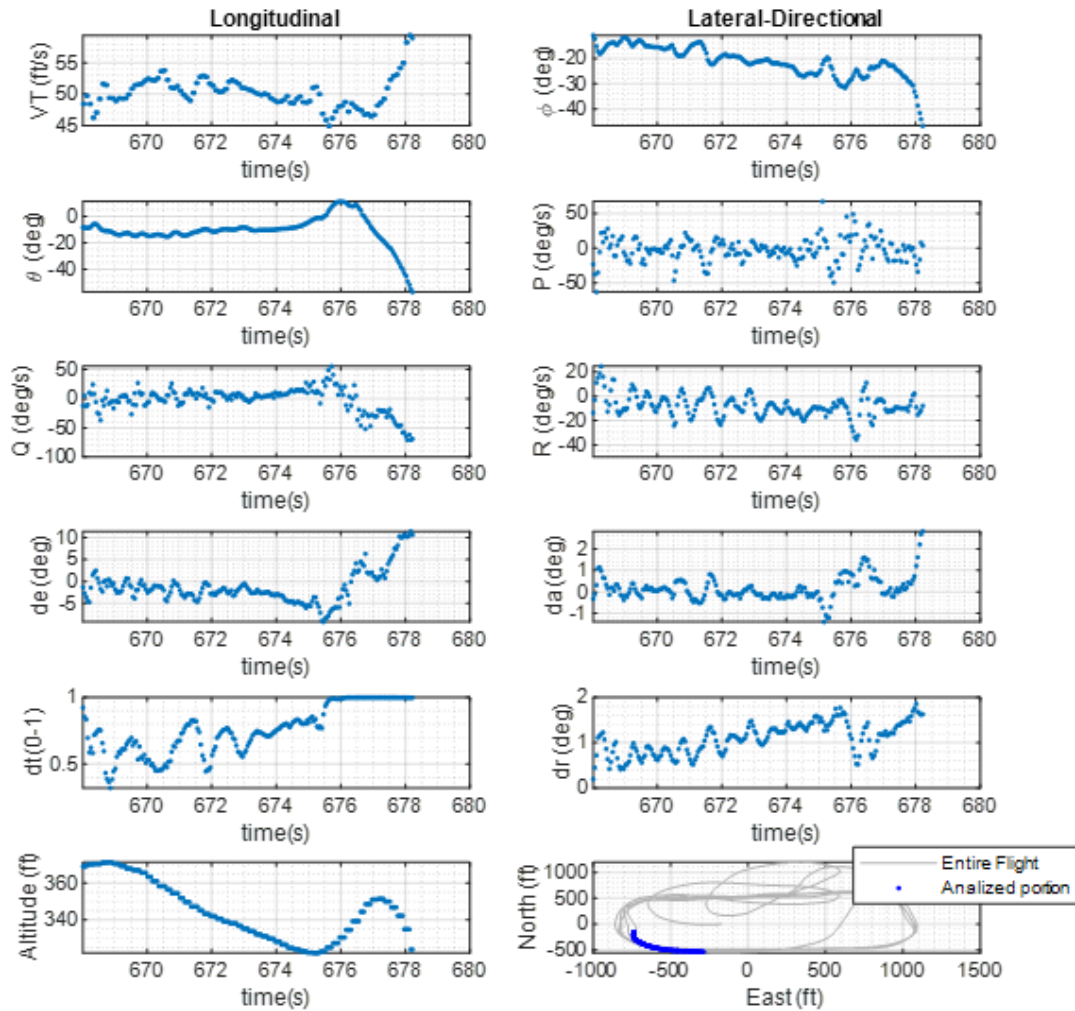 Longitudinal
VT (ft/s)
55
50
45
670 672 674 676 678 680
time(s)
Lateral-Directional
ϕ (deg)
-20
-30
-40
670 672 674 676 678 680
time(s)
θ (deg)
0
-20
-40
670 672 674 676 678 680
time(s)
P (deg/s)
50
0
-50
670 672 674 676 678 680
time(s)
Q (deg/s)
50
0
-50
-100
670 672 674 676 678 680
time(s)
R (deg/s)
20
0
-20
-40
670 672 674 676 678 680
time(s)
de (deg)
10
5
0
-5
670 672 674 676 678 680
time(s)
da (deg)
2
1
0
-1
670 672 674 676 678 680
time(s)
dt (0-1)
1
0.5
670 672 674 676 678 680
time(s)
dr (deg)
2
1
0
670 672 674 676 678 680
time(s)
Altitude (ft)
360
340
670 672 674 676 678 680
time(s)
North (ft)
1000
500
0
-500
-1000 -500 0 500 1000 1500
East (ft)
Entire Flight
Analized portion